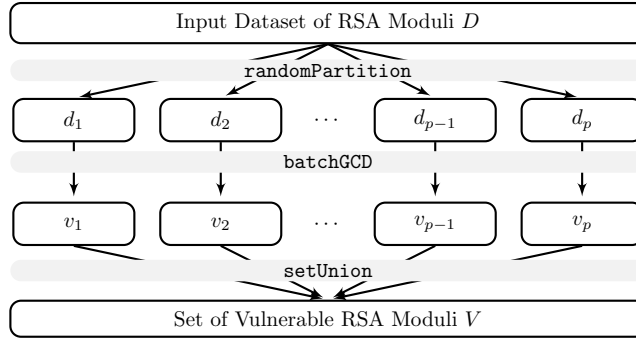 Input Dataset of RSA Moduli D
randomPartition
d₁ d₂ ... dₚ₋₁ dₚ
batchGCD
v₁ v₂ ... vₚ₋₁ vₚ
setUnion
Set of Vulnerable RSA Moduli V